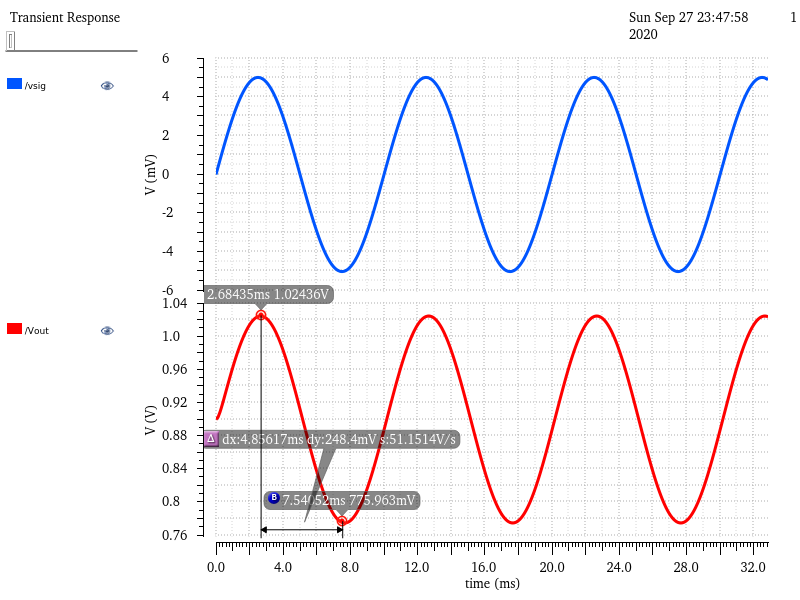 Transient Response
Sun Sep 27 23:47:58 1
2020
/vsig
6
4
2
0
-2
-4
-6
V (mV)
2.68435ms 1.02436V
/Vout
1.04
1.0
0.96
0.92
0.88
0.84
0.8
0.76
V (V)
Δ dx:4.85617ms dy:248.4mV s:51.1514V/s
B 7.54052ms 775.963mV
0.0 4.0 8.0 12.0 16.0 20.0 24.0 28.0 32.0
time (ms)